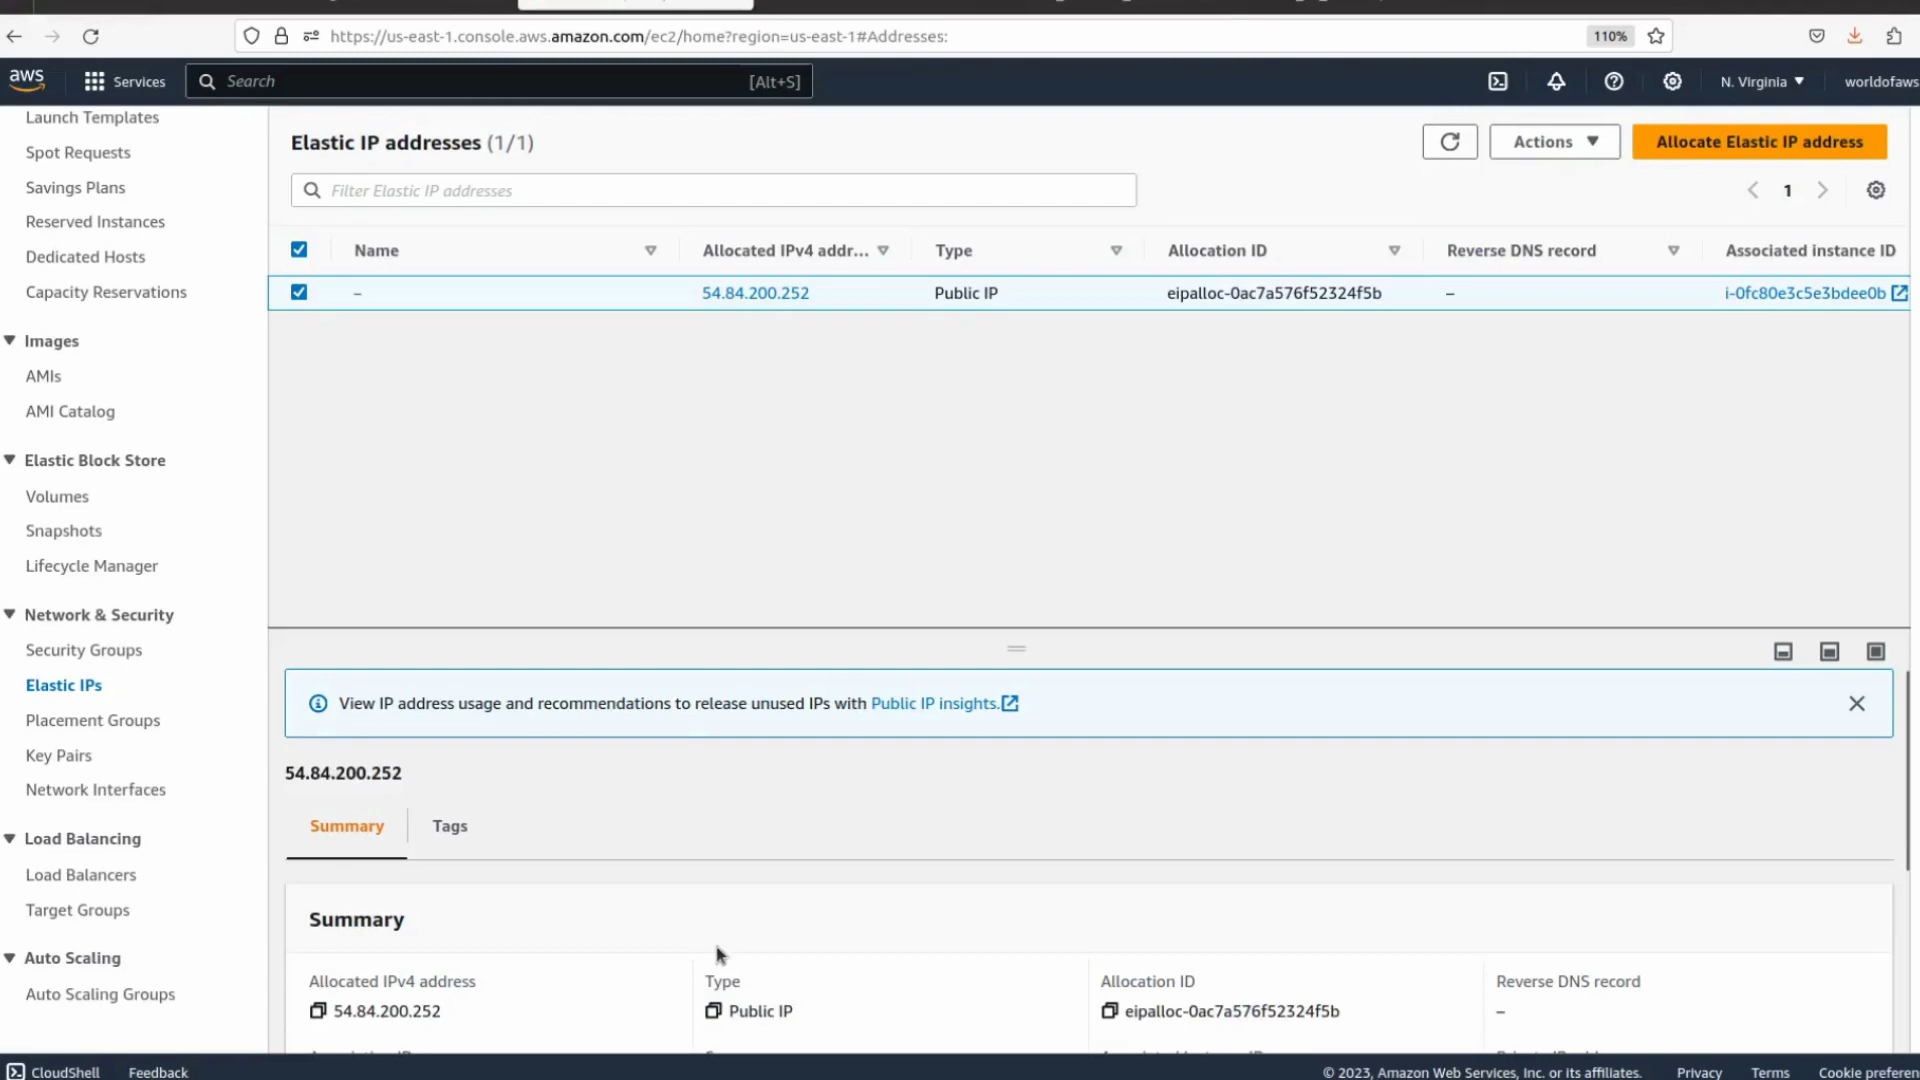 https://us-east-1.console.aws.amazon.com/ec2/home?region=us-east-1#Addresses:
110%
aws
Services
Search
[Alt+S]
N. Virginia
worldofaws
Launch Templates
Spot Requests
Savings Plans
Reserved Instances
Dedicated Hosts
Capacity Reservations
Images
AMIs
AMI Catalog
Elastic Block Store
Volumes
Snapshots
Lifecycle Manager
Network & Security
Security Groups
Elastic IPs
Placement Groups
Key Pairs
Network Interfaces
Load Balancing
Load Balancers
Target Groups
Auto Scaling
Auto Scaling Groups
Elastic IP addresses (1/1)
Actions
Allocate Elastic IP address
Filter Elastic IP addresses
1
Name
Allocated IPv4 addr...
Type
Allocation ID
Reverse DNS record
Associated instance ID
–
54.84.200.252
Public IP
eipalloc-0ac7a576f52324f5b
–
i-0fc80e3c5e3bdee0b
View IP address usage and recommendations to release unused IPs with Public IP insights.
54.84.200.252
Summary
Tags
Summary
Allocated IPv4 address
54.84.200.252
Type
Public IP
Allocation ID
eipalloc-0ac7a576f52324f5b
Reverse DNS record
–
CloudShell
Feedback
© 2023, Amazon Web Services, Inc. or its affiliates.
Privacy
Terms
Cookie preferen